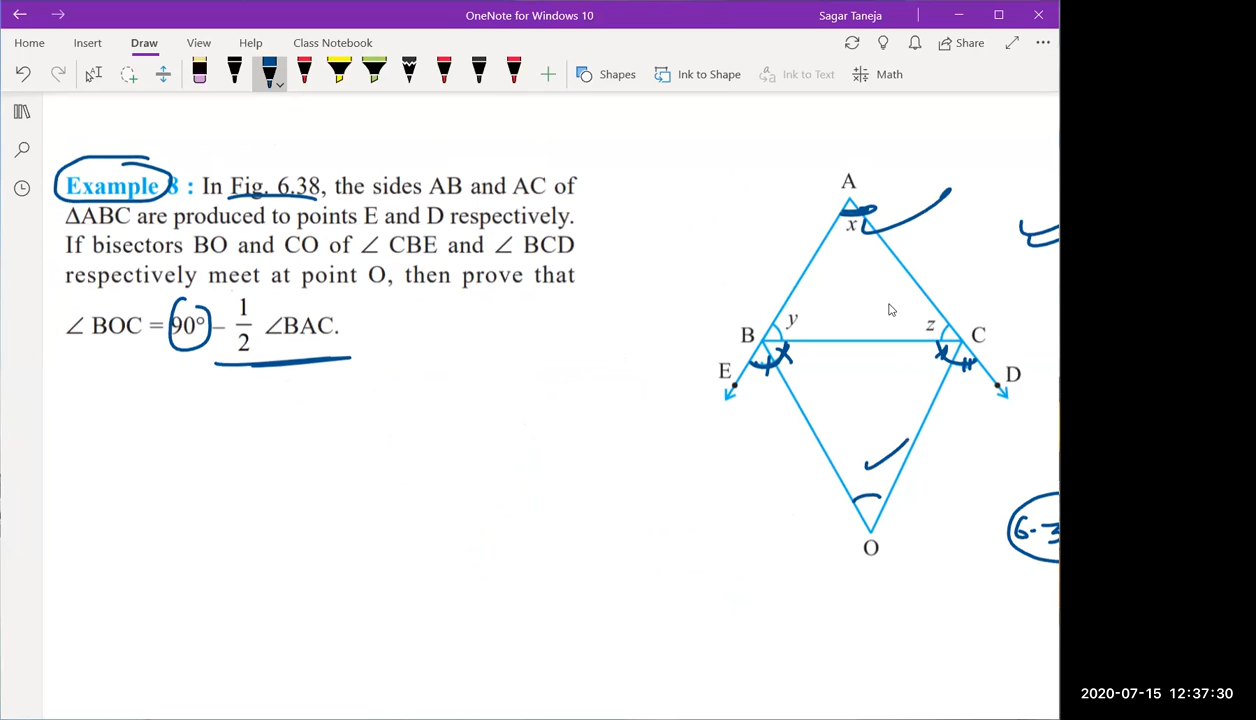 OneNote for Windows 10
Sagar Taneja
Home Insert Draw View Help Class Notebook
Share
Shapes Ink to Shape Ink to Text Math
Example 8 : In Fig. 6.38, the sides AB and AC of
ΔABC are produced to points E and D respectively.
If bisectors BO and CO of ∠ CBE and ∠ BCD
respectively meet at point O, then prove that
∠ BOC = 90° – 1/2 ∠BAC.
A
x
B y z C
E D
O
6-3
2020-07-15 12:37:30